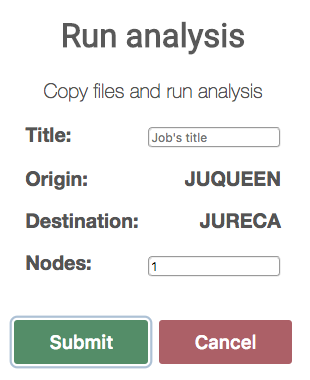 Run analysis
Copy files and run analysis
Title: Job's title
Origin: JUQUEEN
Destination: JURECA
Nodes: 1
Submit Cancel